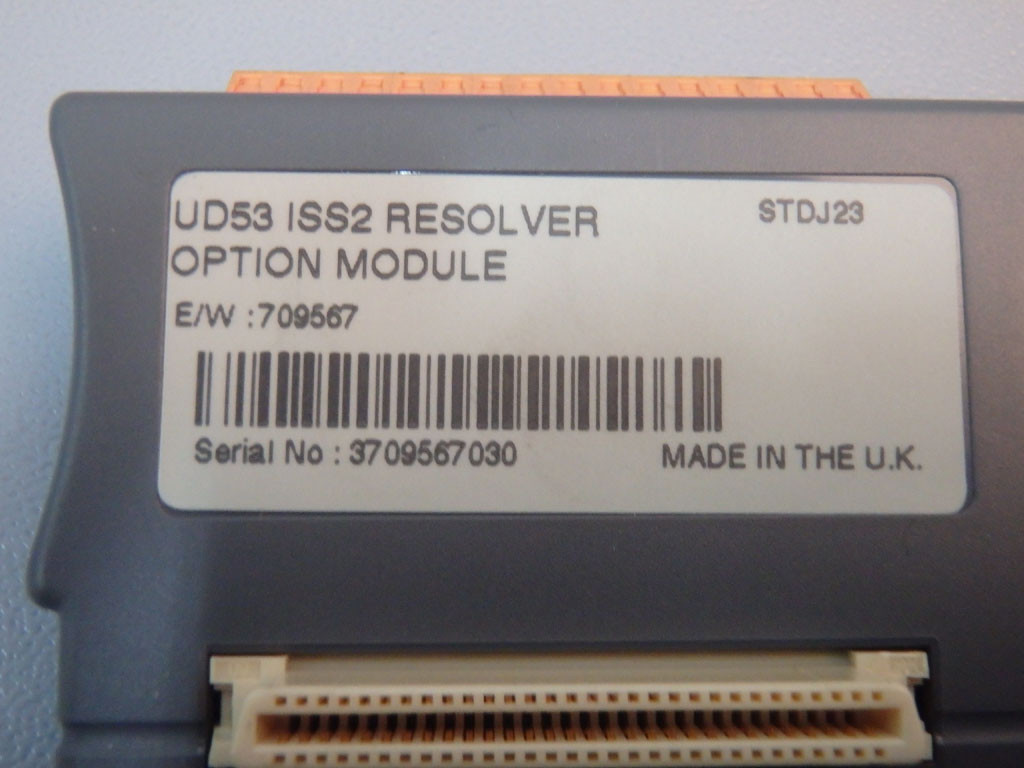 UD53 ISS2 RESOLVER
OPTION MODULE
STDJ23
E/W :709567
Serial No : 3709567030
MADE IN THE U.K.